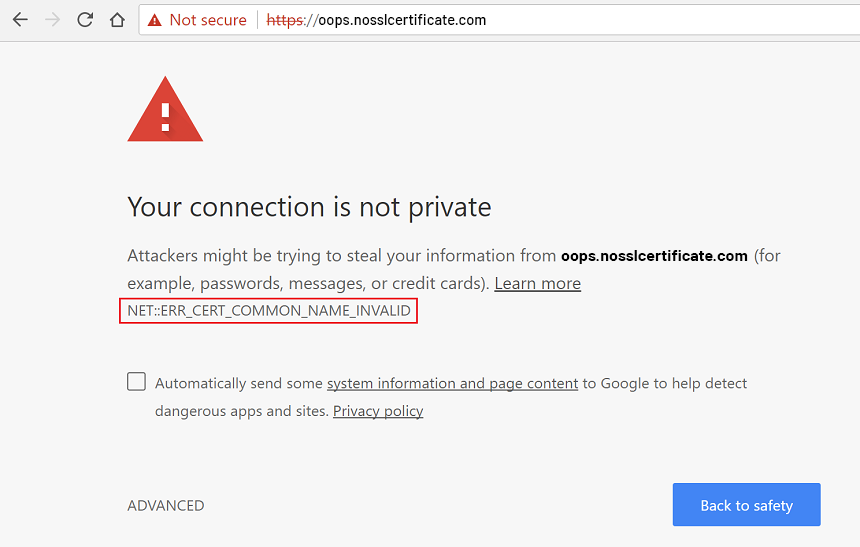 Not secure https://oops.nosslcertificate.com
!
Your connection is not private
Attackers might be trying to steal your information from oops.nosslcertificate.com (for
example, passwords, messages, or credit cards). Learn more
NET::ERR_CERT_COMMON_NAME_INVALID
Automatically send some system information and page content to Google to help detect
dangerous apps and sites. Privacy policy
ADVANCED
Back to safety